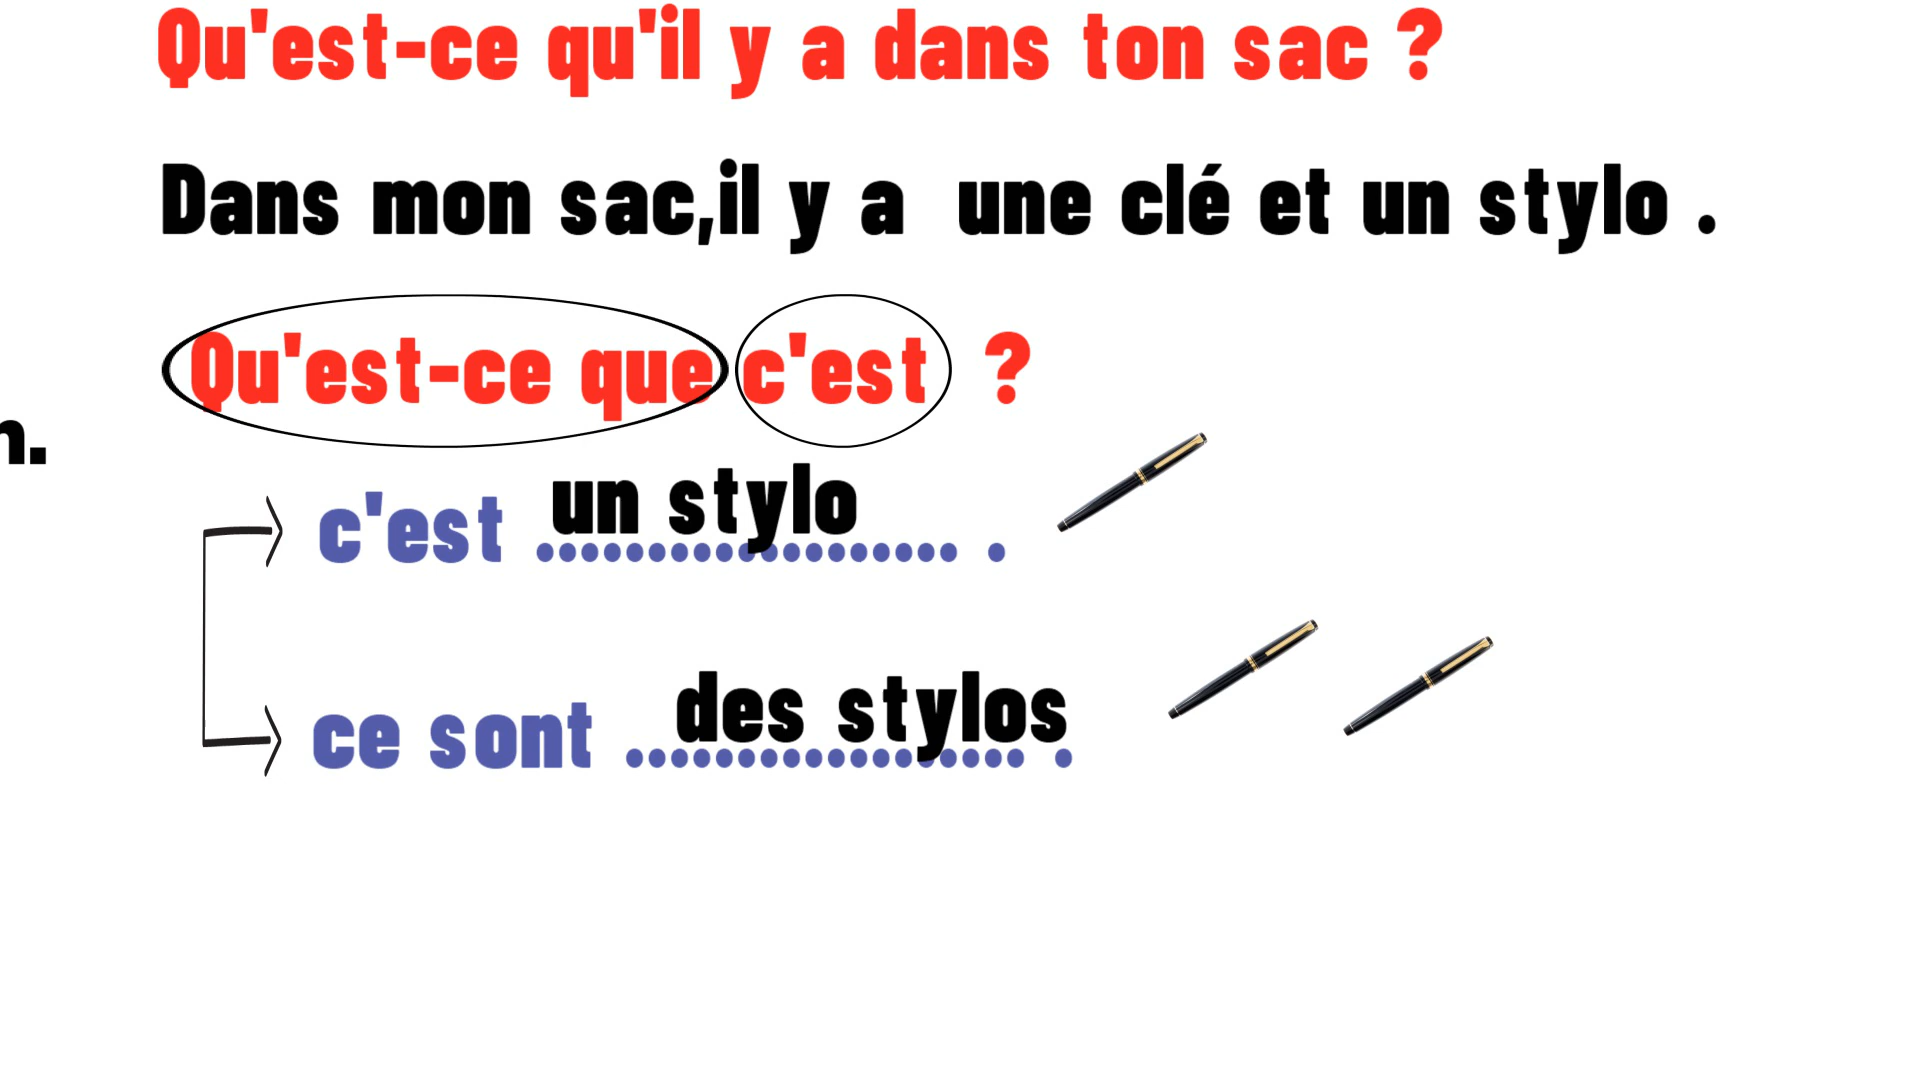 Qu'est-ce qu'il y a dans ton sac ?
Dans mon sac,il y a une clé et un stylo .
Qu'est-ce que c'est ?
n.
c'est un stylo .................... .
ce sont des stylos .................. .